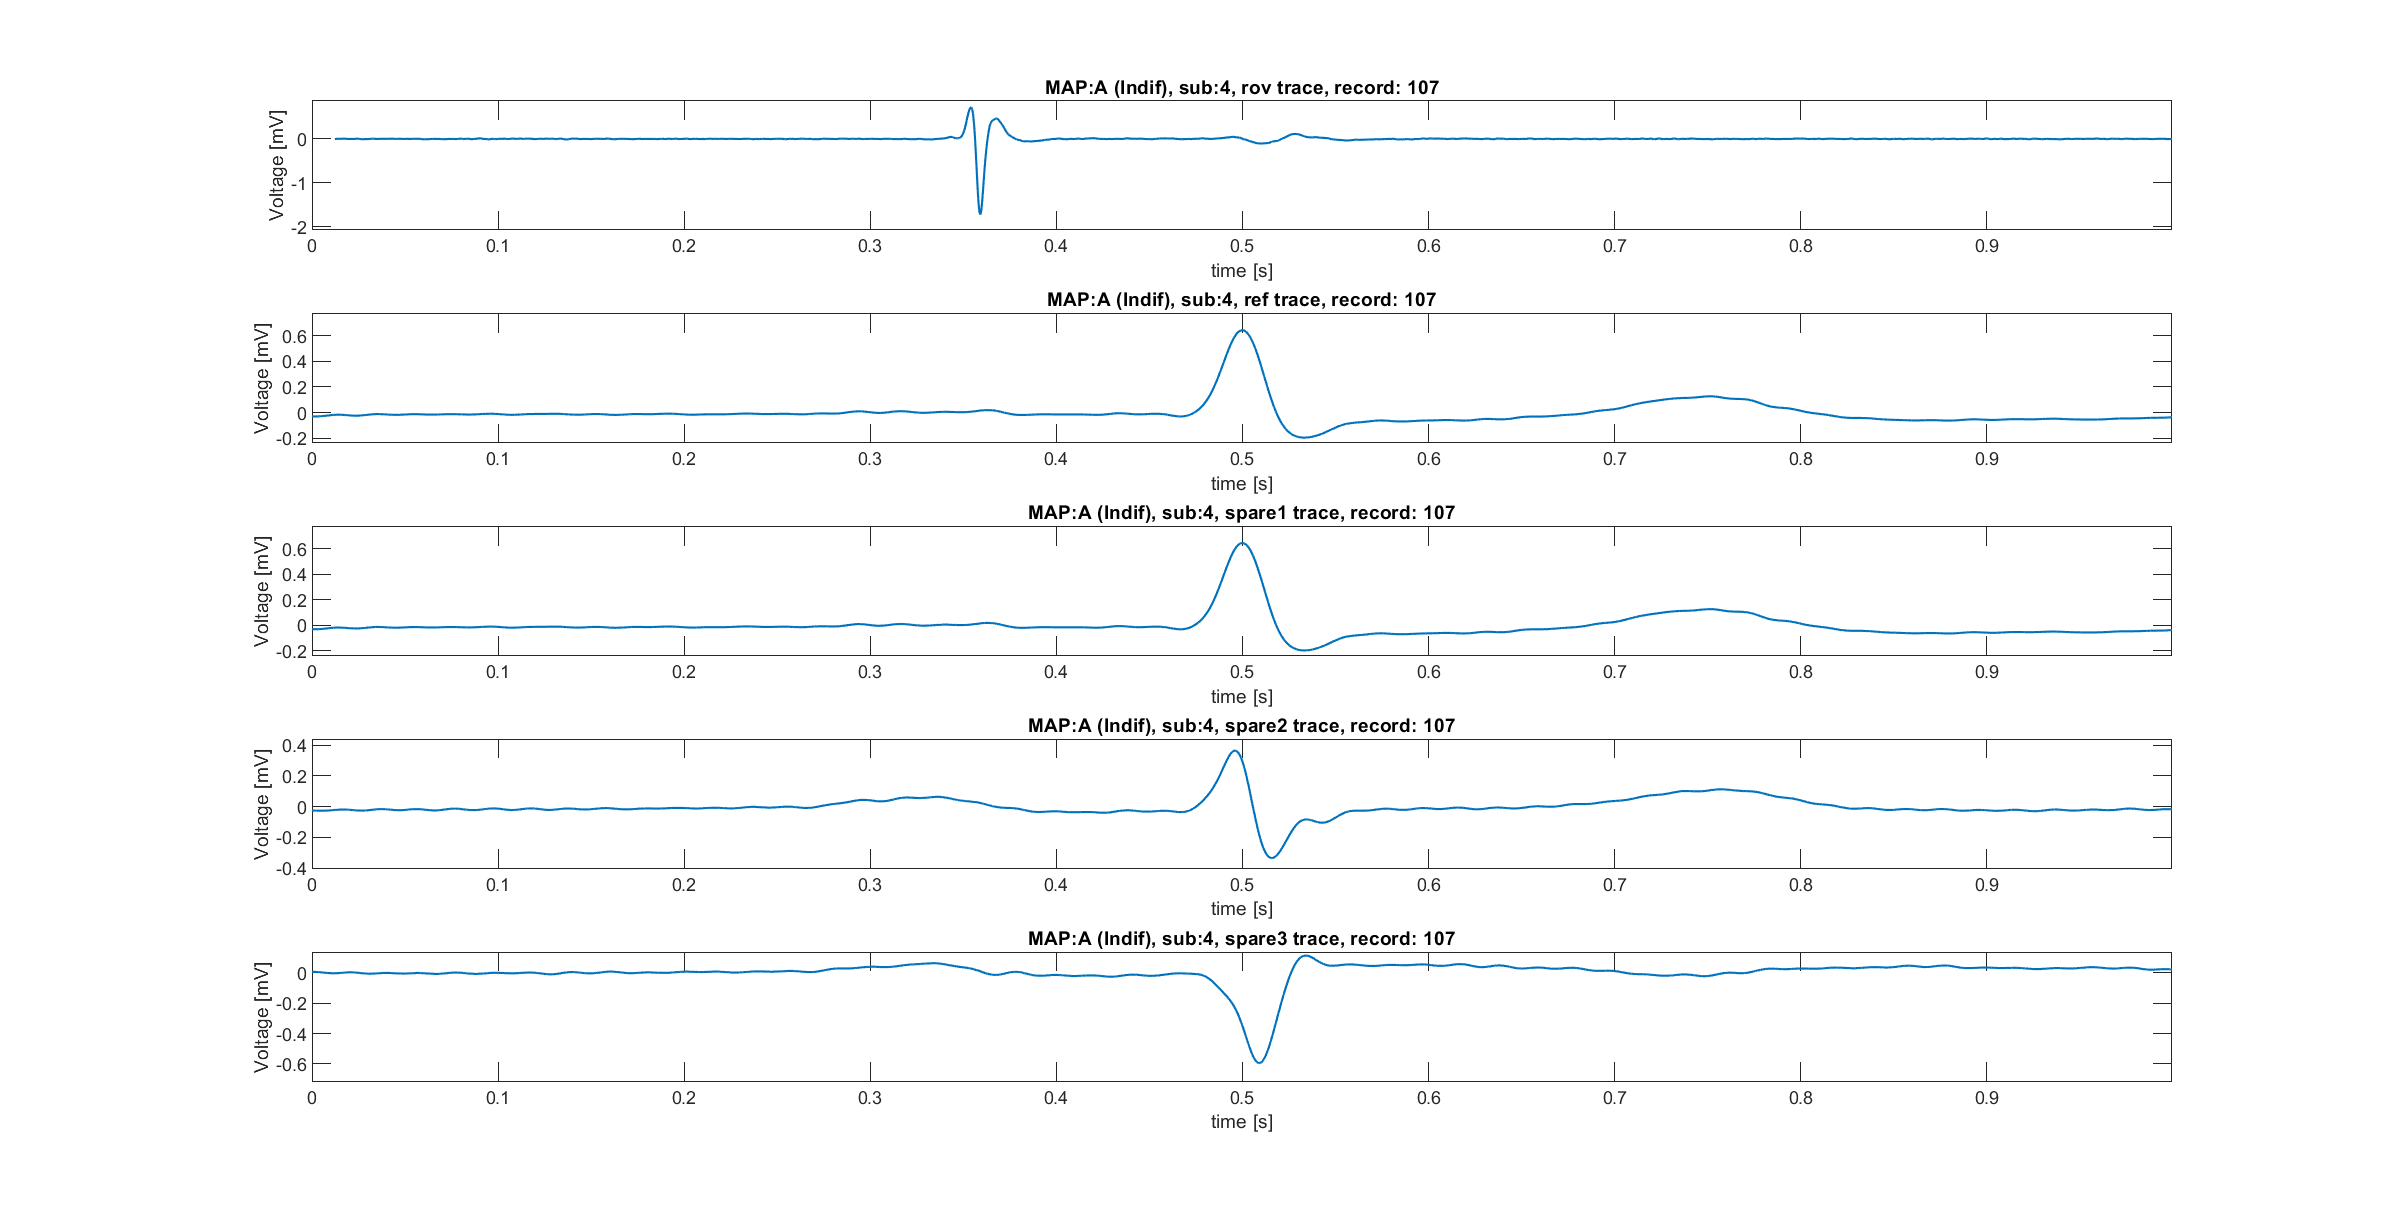 MAP:A (Indif), sub:4, rov trace, record: 107
Voltage [mV]
0
-1
-2
0 0.1 0.2 0.3 0.4 0.5 0.6 0.7 0.8 0.9
time [s]
MAP:A (Indif), sub:4, ref trace, record: 107
Voltage [mV]
0.6
0.4
0.2
0
-0.2
0 0.1 0.2 0.3 0.4 0.5 0.6 0.7 0.8 0.9
time [s]
MAP:A (Indif), sub:4, spare1 trace, record: 107
Voltage [mV]
0.6
0.4
0.2
0
-0.2
0 0.1 0.2 0.3 0.4 0.5 0.6 0.7 0.8 0.9
time [s]
MAP:A (Indif), sub:4, spare2 trace, record: 107
Voltage [mV]
0.4
0.2
0
-0.2
-0.4
0 0.1 0.2 0.3 0.4 0.5 0.6 0.7 0.8 0.9
time [s]
MAP:A (Indif), sub:4, spare3 trace, record: 107
Voltage [mV]
0
-0.2
-0.4
-0.6
0 0.1 0.2 0.3 0.4 0.5 0.6 0.7 0.8 0.9
time [s]